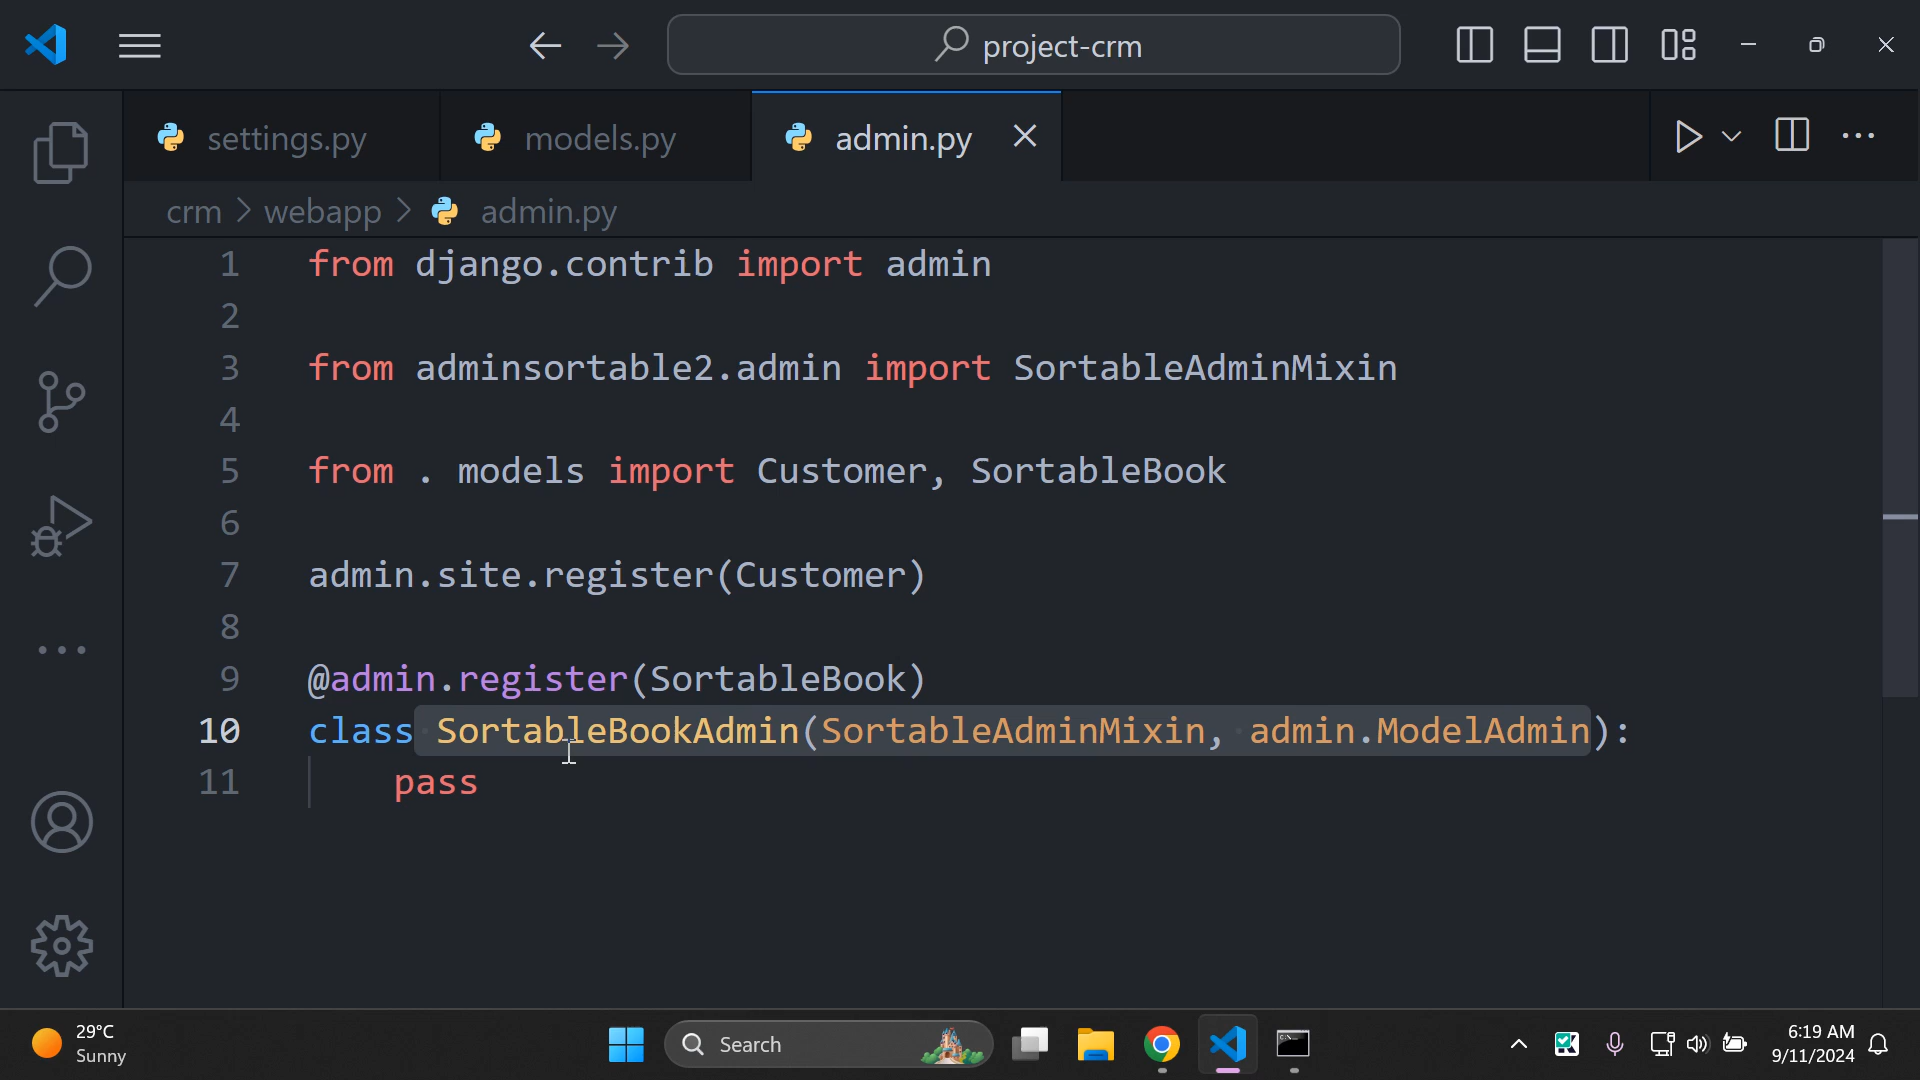 project-crm
settings.py
models.py
admin.py
crm > webapp > admin.py
1 from django.contrib import admin
2
3 from adminsortable2.admin import SortableAdminMixin
4
5 from . models import Customer, SortableBook
6
7 admin.site.register(Customer)
8
9 @admin.register(SortableBook)
10 class SortableBookAdmin(SortableAdminMixin, admin.ModelAdmin):
11 pass
29°C
Sunny
Search
6:19 AM
9/11/2024